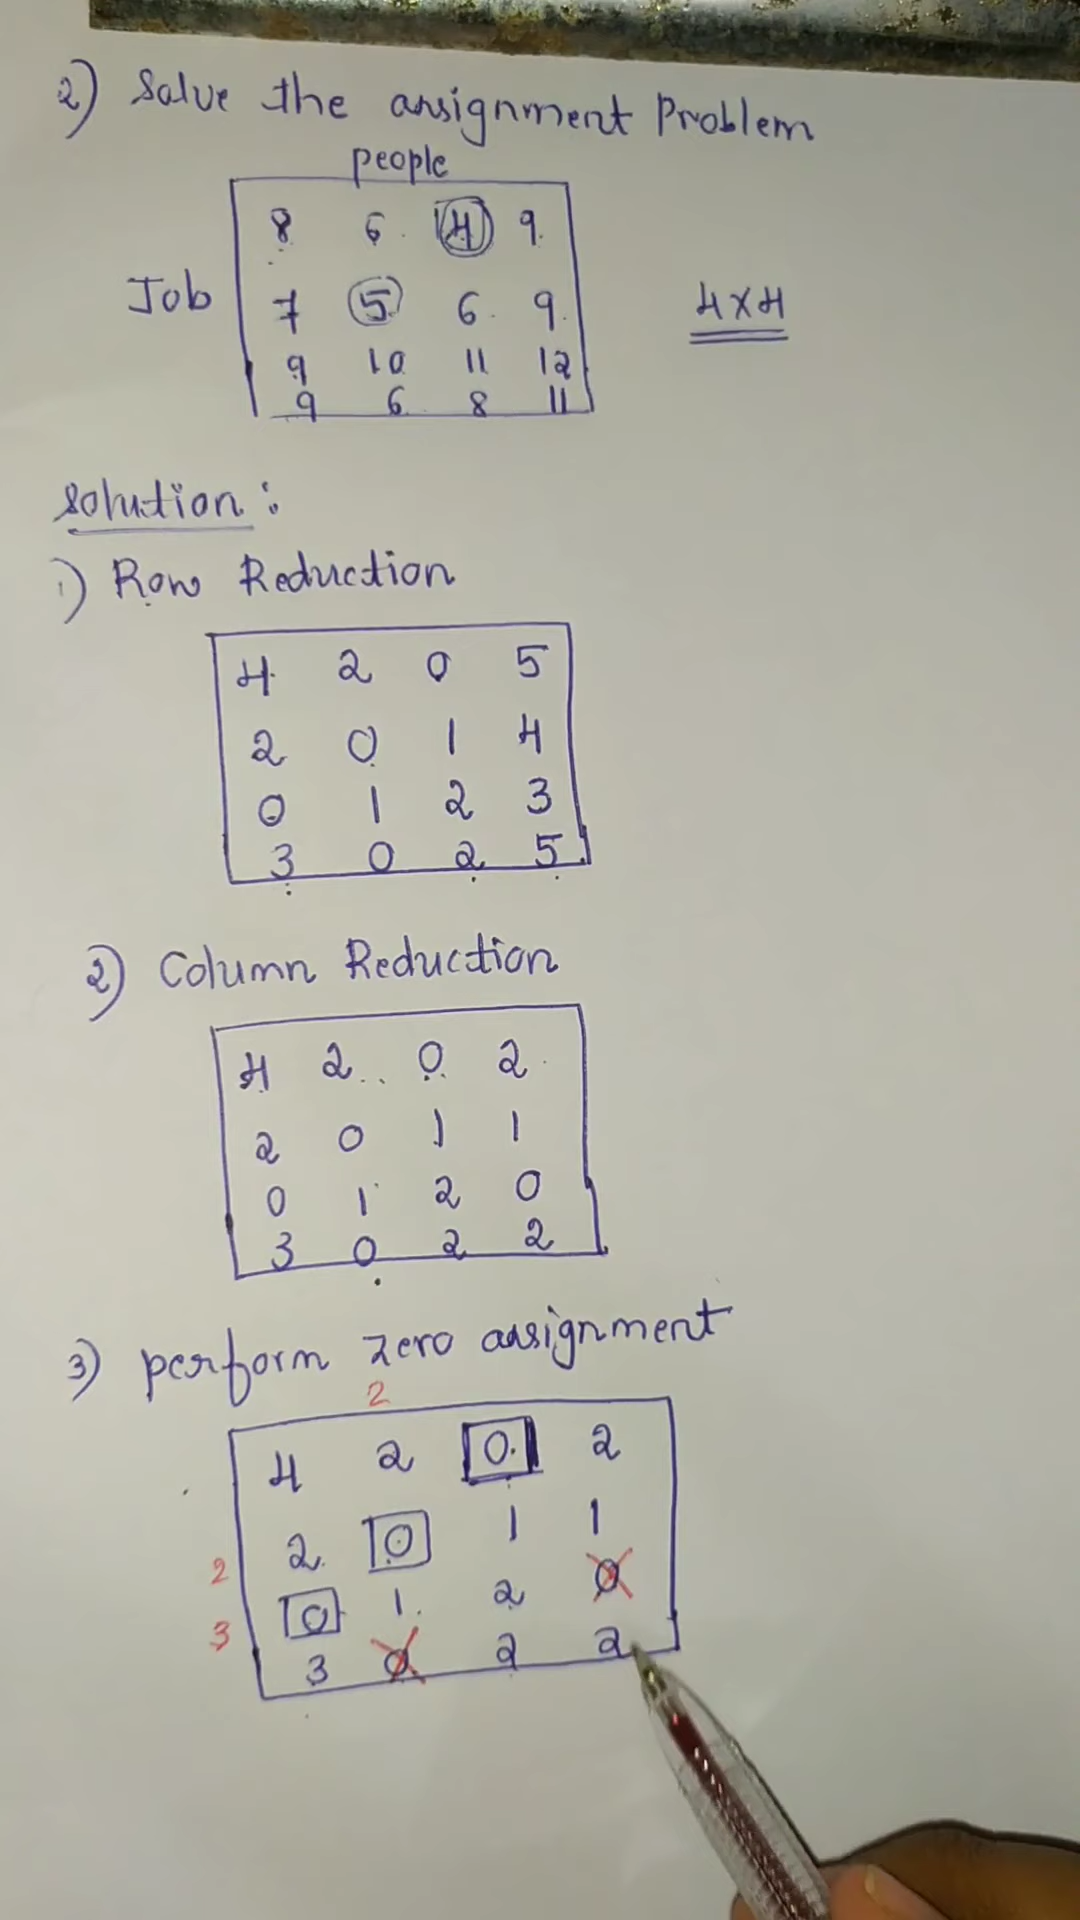 2) Solve the assignment Problem
people
8 6 4 9
Job
7 5 6 9
4x4
9 10 11 12
9 6 8 11
Solution :
1) Row Reduction
4 2 0 5
2 0 1 4
0 1 2 3
3 0 2 5
2) Column Reduction
4 2 0 2
2 0 1 1
0 1 2 0
3 0 2 2
3) perform zero assignment
2
4 2 0 2
2 2 0 1 1
3 0 1 2 0
3 0 2 2